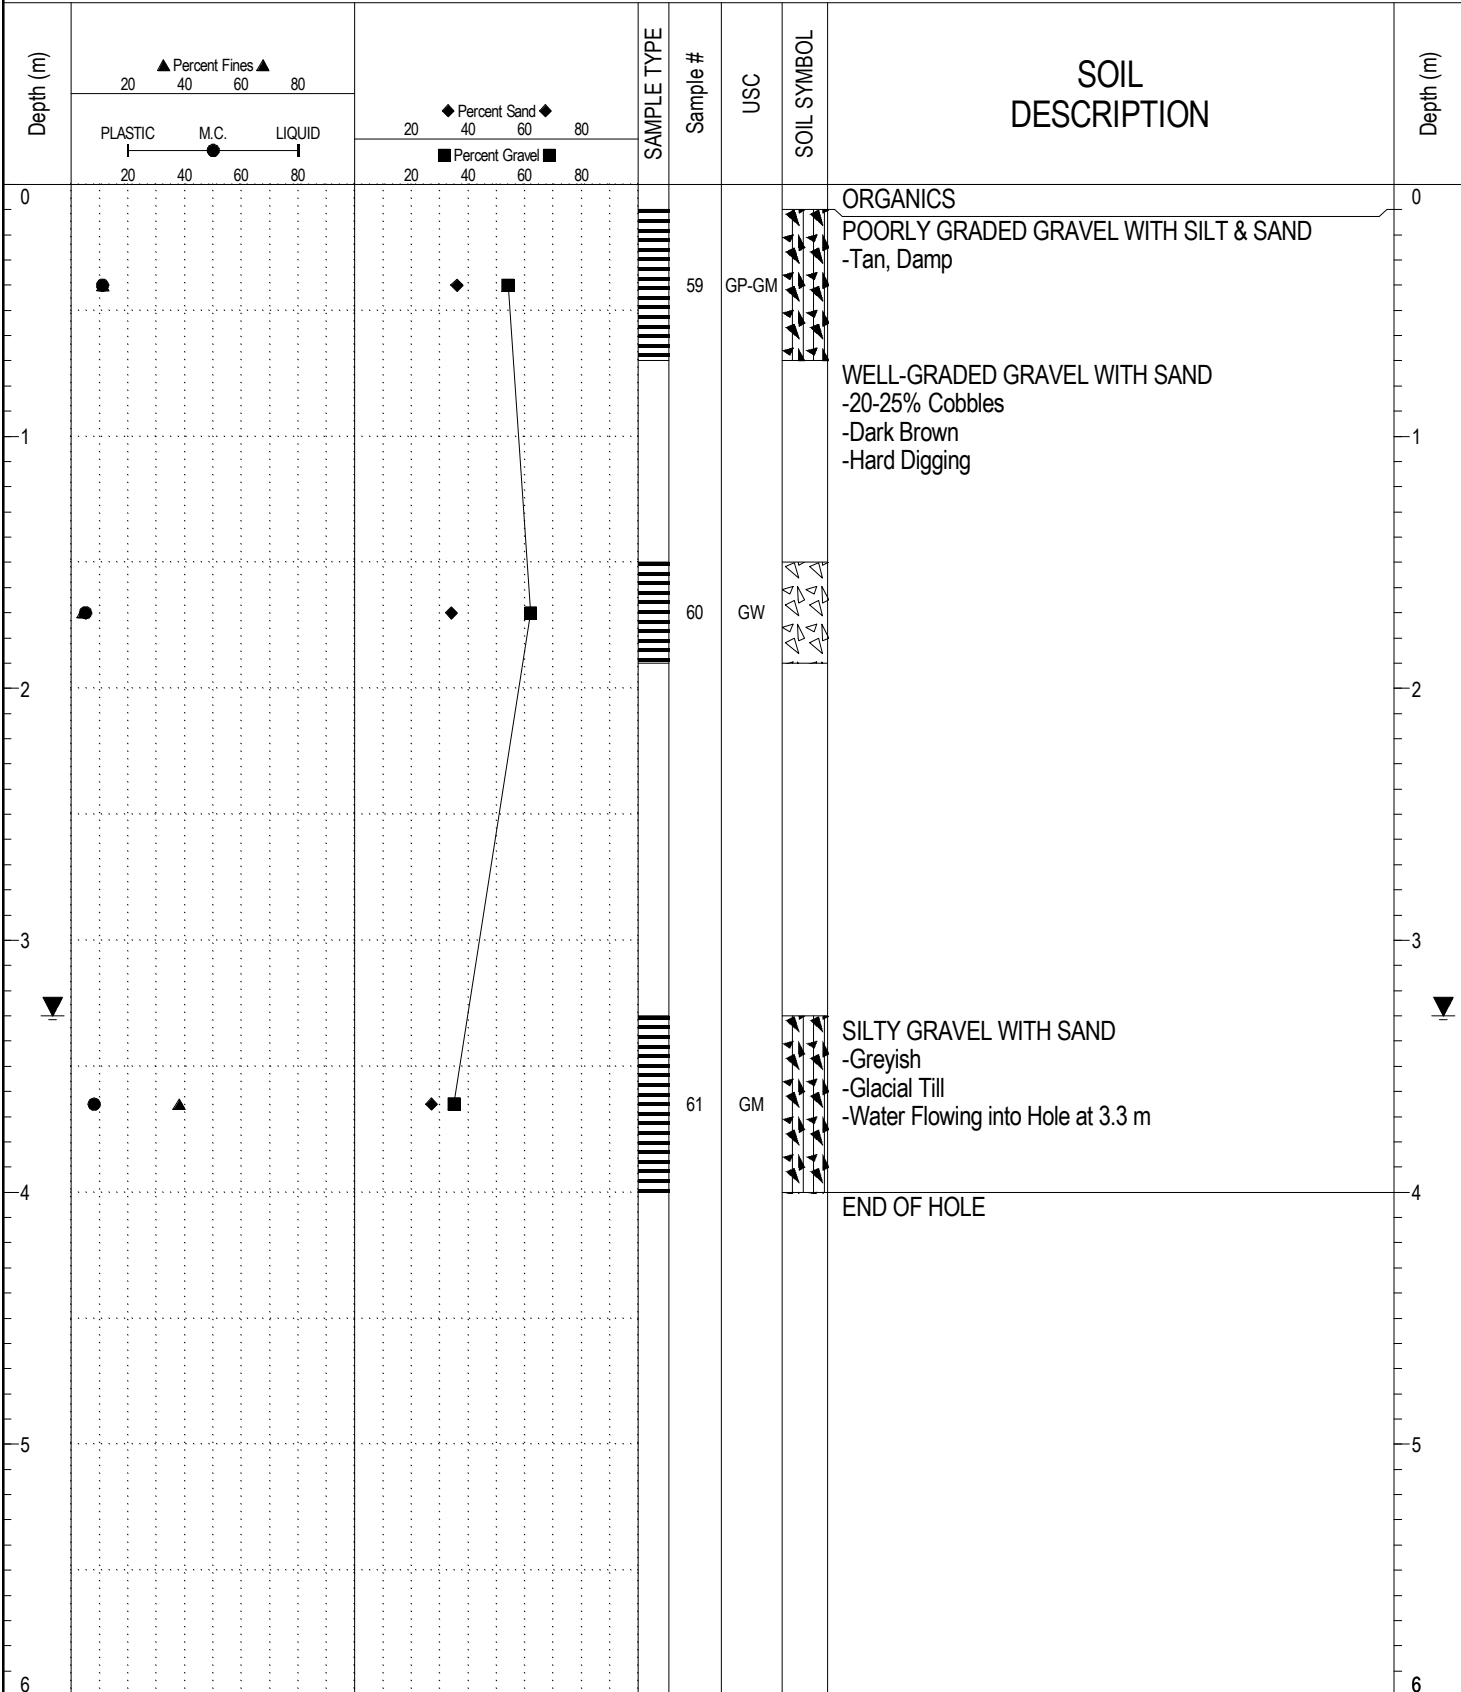 Depth (m)
▲ Percent Fines ▲
20 40 60 80
PLASTIC M.C. LIQUID
20 40 60 80
◆ Percent Sand ◆
20 40 60 80
■ Percent Gravel ■
20 40 60 80
SAMPLE TYPE
Sample #
USC
SOIL SYMBOL
SOIL
DESCRIPTION
Depth (m)
0 ORGANICS 0
POORLY GRADED GRAVEL WITH SILT & SAND
-Tan, Damp
59 GP-GM
WELL-GRADED GRAVEL WITH SAND
-20-25% Cobbles
-Dark Brown
1 1
-Hard Digging
60 GW
2 2
3 3
SILTY GRAVEL WITH SAND
-Greyish
-Glacial Till
61 GM
-Water Flowing into Hole at 3.3 m
4 4
END OF HOLE
5 5
6 6